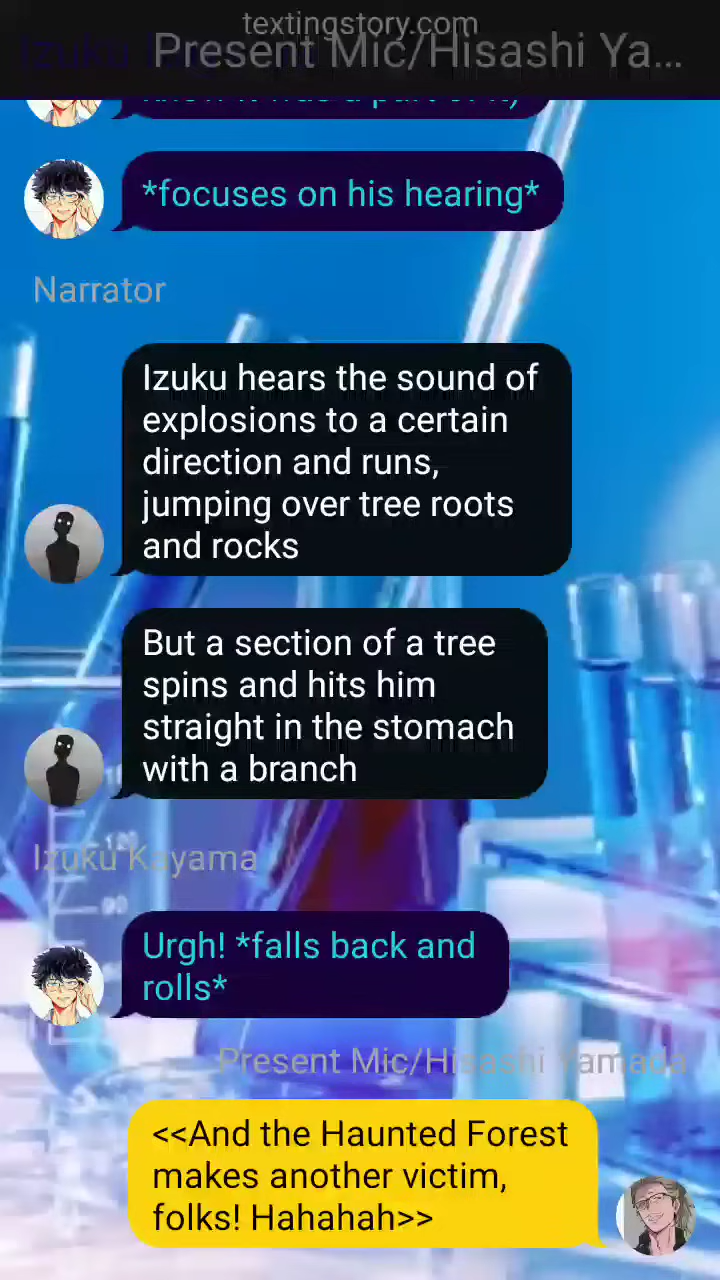 textingstory.com
Present Mic/Hisashi Ya...
*focuses on his hearing*
Narrator
Izuku hears the sound of
explosions to a certain
direction and runs,
jumping over tree roots
and rocks
But a section of a tree
spins and hits him
straight in the stomach
with a branch
120
Izuku Kayama
90
Urgh! *falls back and
rolls*
Present Mic/Hisashi Yamada
<<And the Haunted Forest
makes another victim,
folks! Hahahah>>